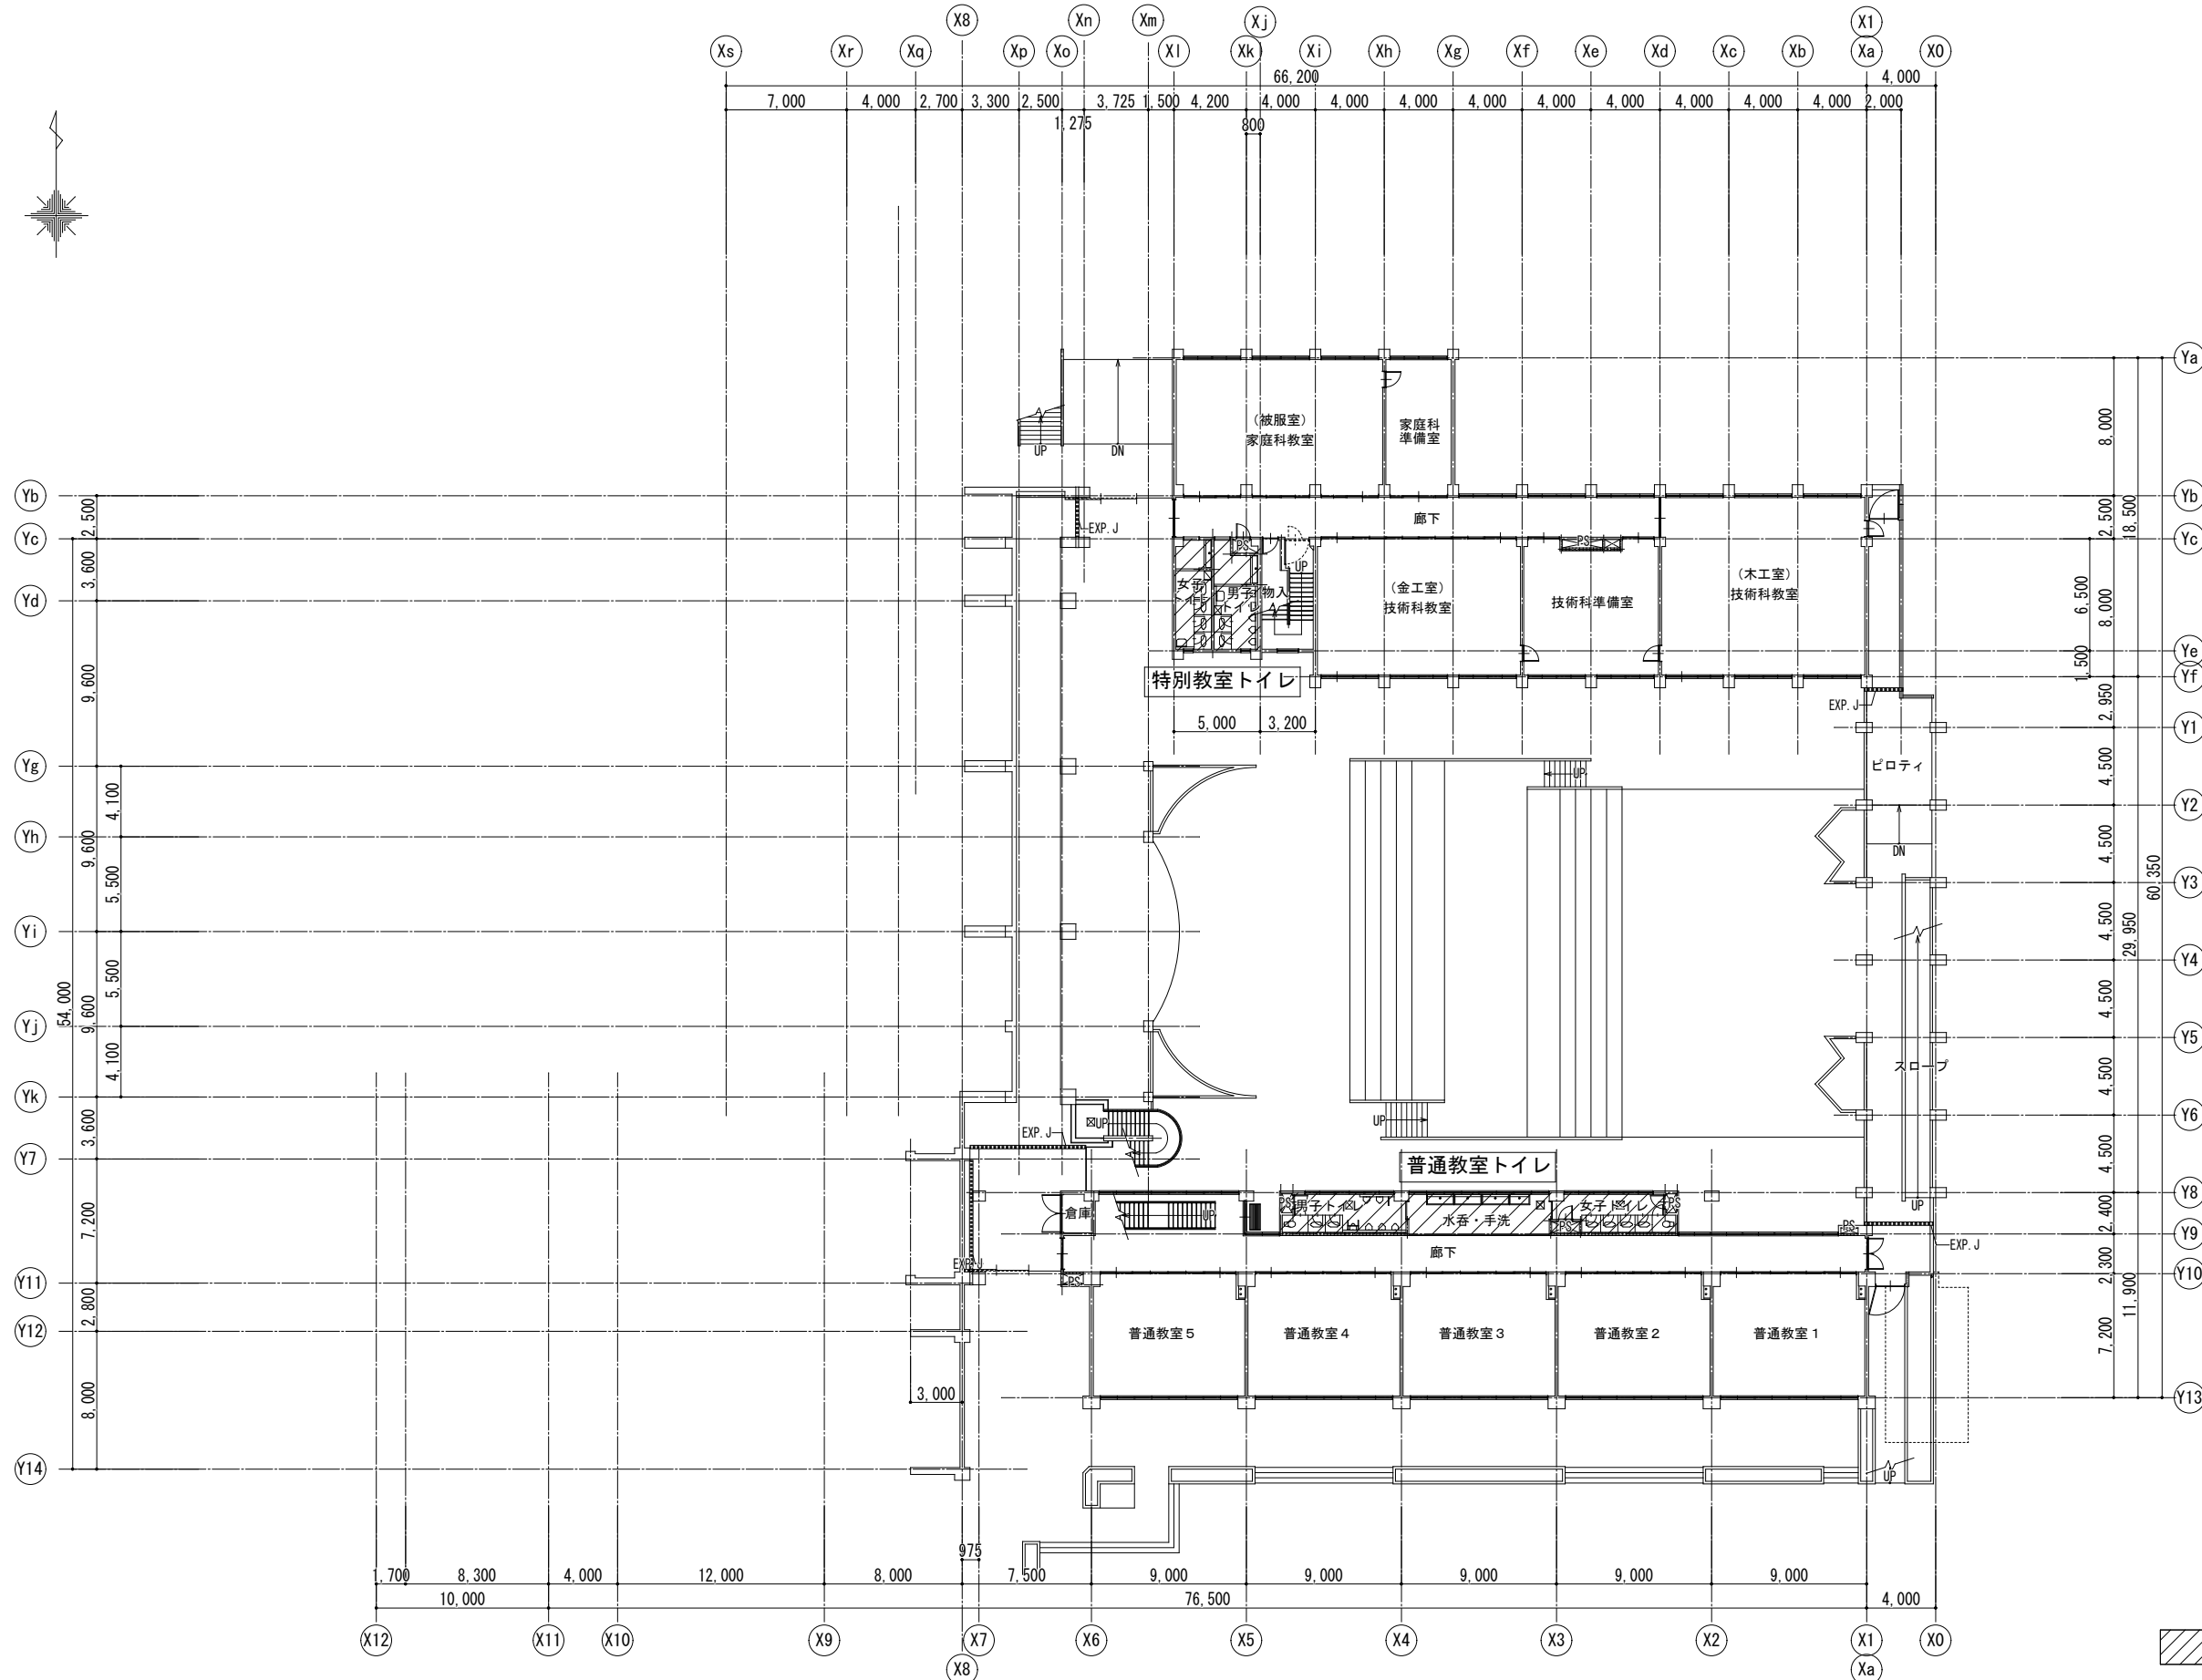 X8
Xn
Xm
Xj
X1
Xs
Xr
Xq
Xp
Xo
Xl
Xk
Xi
Xh
Xg
Xf
Xe
Xd
Xc
Xb
Xa
X0
66,200
4,000
7,000
4,000
2,700
3,300
2,500
3,725
1,500
4,200
4,000
4,000
4,000
4,000
4,000
4,000
4,000
4,000
4,000
2,000
1,275
800
Ya
(被服室)
家庭科教室
家庭科
準備室
8,000
UP
DN
Yb
Yb
2,500
EXP.J
廊下
2,500
18,500
Yc
Yc
PS
PS
UP
3,600
女子
トイレ
男子
トイレ
物入
(金工室)
技術科教室
技術科準備室
(木工室)
技術科教室
6,500
8,000
Yd
9,600
1,500
Ye
特別教室トイレ
Yf
EXP.J
2,950
5,000
3,200
Y1
Yg
ピロティ
UP
4,500
4,100
Y2
Yh
9,600
DN
4,500
5,500
Y3
60,350
Yi
4,500
29,950
5,500
Y4
54,000
9,600
4,500
Yj
Y5
4,100
スロープ
4,500
Yk
Y6
UP
UP
3,600
EXP.J
4,500
Y7
普通教室トイレ
Y8
7,200
倉庫
UP
PS
男子トイレ
水呑・手洗
PS
女子トイレ
PS
UP
2,400
PS
Y9
廊下
EXP.J
EXP.J
2,300
Y11
PS
Y10
2,800
11,900
Y12
普通教室5
普通教室4
普通教室3
普通教室2
普通教室1
7,200
3,000
8,000
Y13
Y14
UP
975
1,700
8,300
4,000
12,000
8,000
7,500
9,000
9,000
9,000
9,000
9,000
10,000
76,500
4,000
X12
X11
X10
X9
X7
X6
X5
X4
X3
X2
X1
X0
X8
Xa